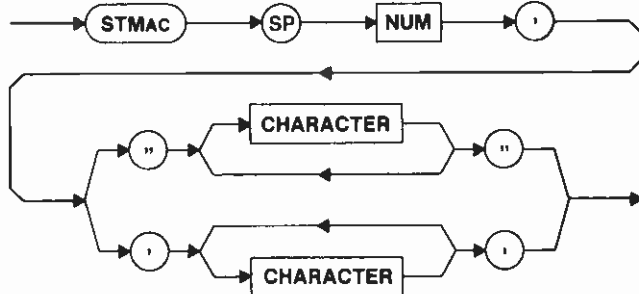 STMAC SP NUM ,
CHARACTER
" "
' '
CHARACTER